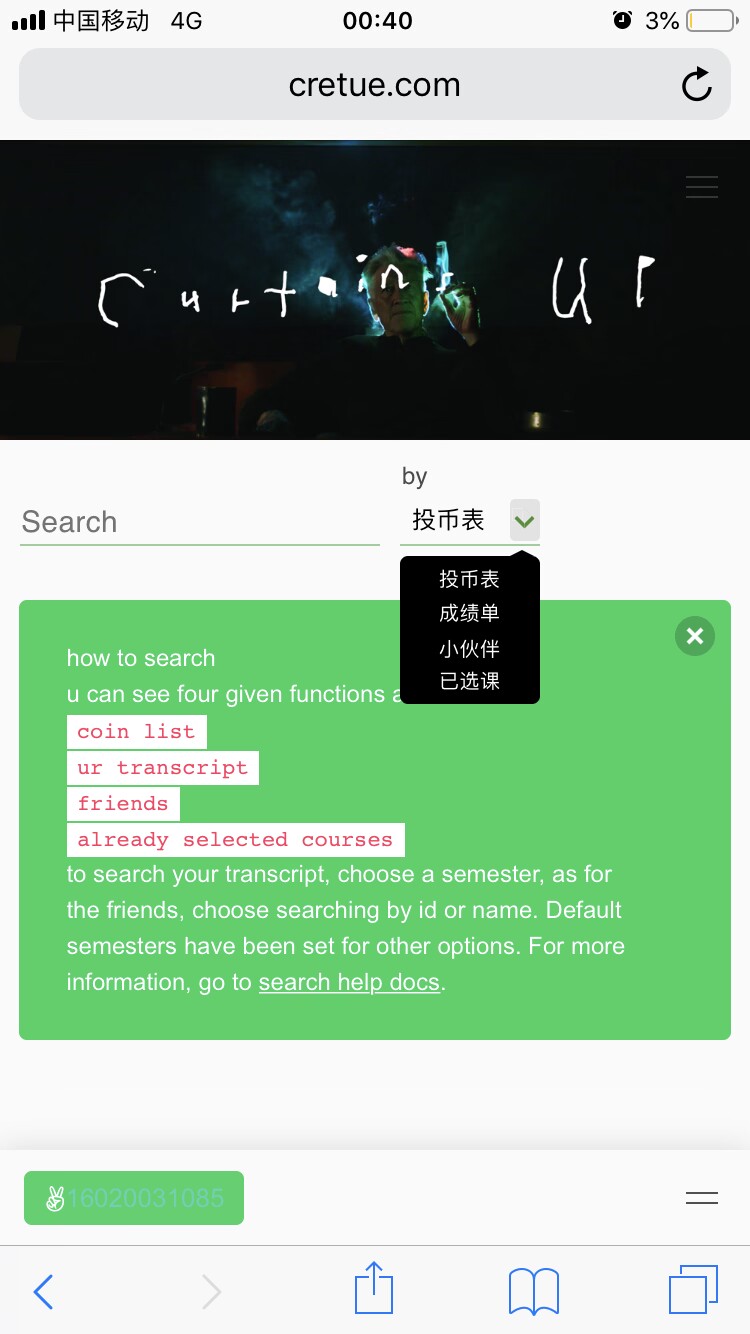 中国移动 4G 00:40 3%
cretue.com
Curtains UP
by
Search 投币表
投币表
成绩单
小伙伴
已选课
how to search
u can see four given functions a
coin list
ur transcript
friends
already selected courses
to search your transcript, choose a semester, as for
the friends, choose searching by id or name. Default
semesters have been set for other options. For more
information, go to search help docs.
✌16020031085